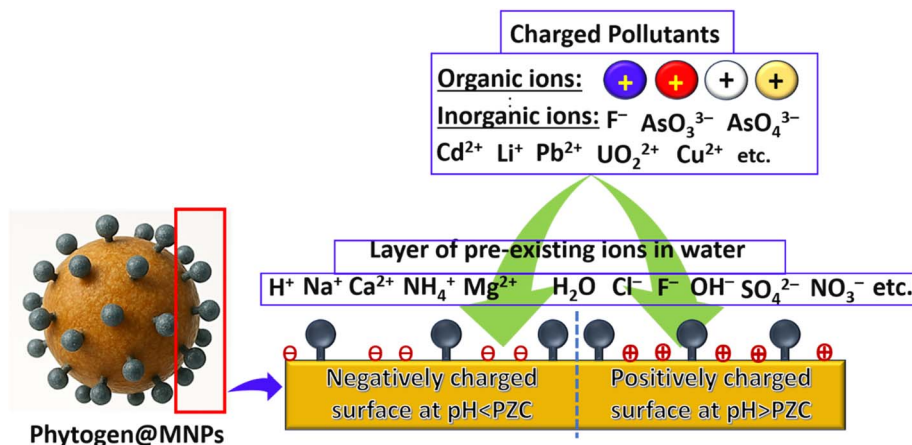 Charged Pollutants
Organic ions: + + + +
Inorganic ions: F⁻ AsO₃³⁻ AsO₄³⁻
Cd²⁺ Li⁺ Pb²⁺ UO₂²⁺ Cu²⁺ etc.
Layer of pre-existing ions in water
H⁺ Na⁺ Ca²⁺ NH₄⁺ Mg²⁺ H₂O Cl⁻ F⁻ OH⁻ SO₄²⁻ NO₃⁻ etc.
Negatively charged
surface at pH<PZC
Positively charged
surface at pH>PZC
Phytogen@MNPs